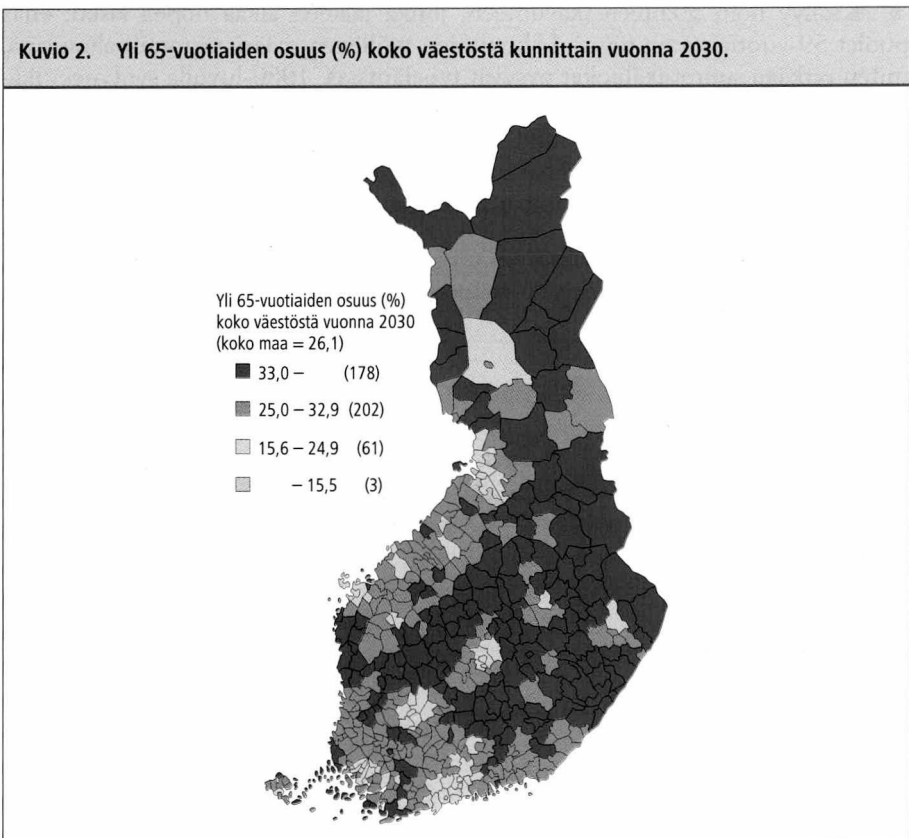 Kuvio 2. Yli 65-vuotiaiden osuus (%) koko väestöstä kunnittain vuonna 2030.
Yli 65-vuotiaiden osuus (%)
koko väestöstä vuonna 2030
(koko maa = 26,1)
33,0 – (178)
25,0 – 32,9 (202)
15,6 – 24,9 (61)
– 15,5 (3)